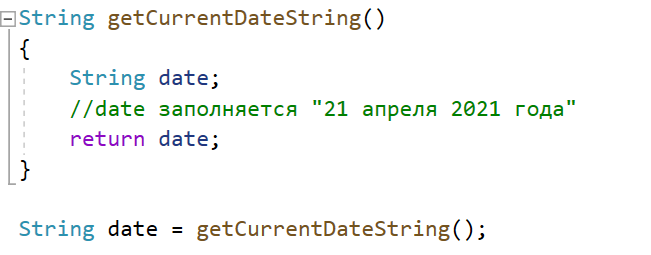 String getCurrentDateString()
{
String date;
//date заполняется "21 апреля 2021 года"
return date;
}
String date = getCurrentDateString();